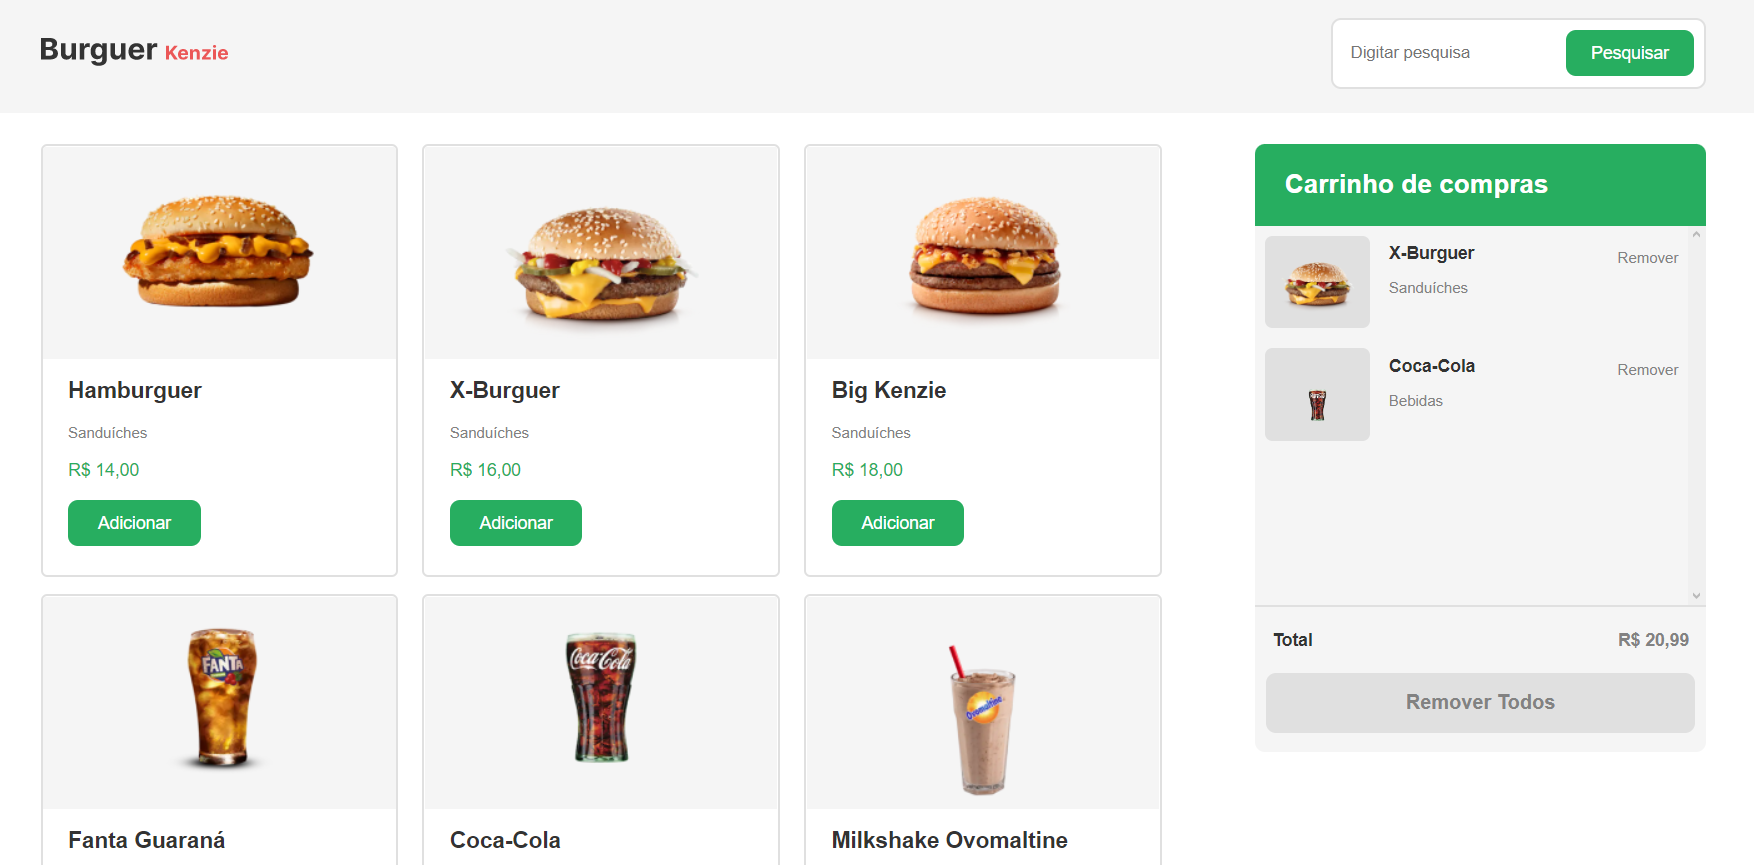 Burguer Kenzie
Digitar pesquisa
Pesquisar
Hamburguer
Sanduíches
R$ 14,00
Adicionar
X-Burguer
Sanduíches
R$ 16,00
Adicionar
Big Kenzie
Sanduíches
R$ 18,00
Adicionar
FANTA
Fanta Guaraná
Coca-Cola
Coca-Cola
Ovomaltine
Milkshake Ovomaltine
Carrinho de compras
X-Burguer
Sanduíches
Remover
Coca-Cola
Bebidas
Remover
Total
R$ 20,99
Remover Todos